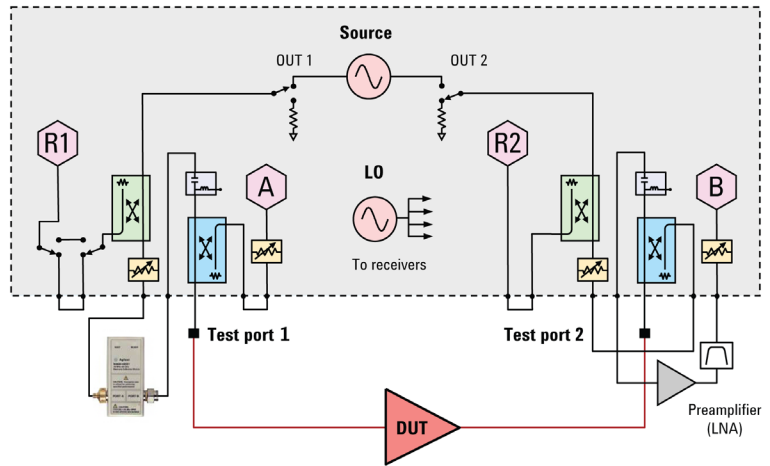 Source
OUT 1
OUT 2
R1
R2
A
LO
B
To receivers
Test port 1
Test port 2
Agilent
Preamplifier
(LNA)
DUT